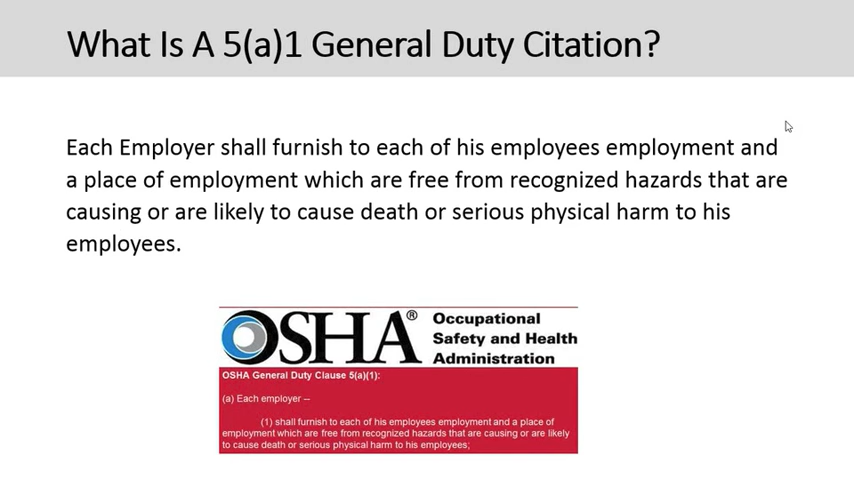 What Is A 5(a)1 General Duty Citation?
Each Employer shall furnish to each of his employees employment and
a place of employment which are free from recognized hazards that are
causing or are likely to cause death or serious physical harm to his
employees.
OSHA®
Occupational
Safety and Health
Administration
OSHA General Duty Clause 5(a)(1):
(a) Each employer --
(1) shall furnish to each of his employees employment and a place of
employment which are free from recognized hazards that are causing or are likely
to cause death or serious physical harm to his employees;